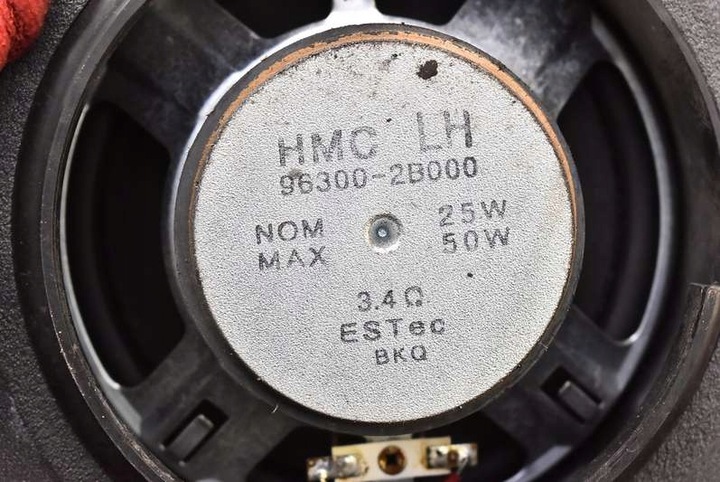 HMC LH
96300-2B000
NOM 25W
MAX 50W
3.4Ω
ESTec
BKQ